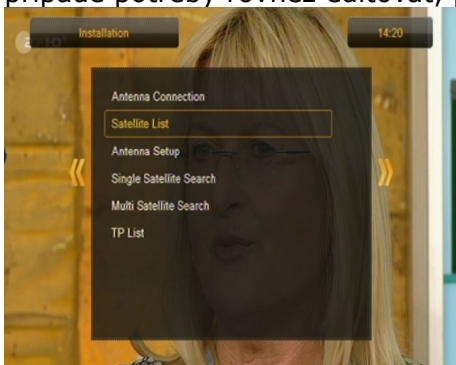 případě potřeby rovněž editovat,
Installation
14:20
Antenna Connection
Satellite List
Antenna Setup
Single Satellite Search
Multi Satellite Search
TP List